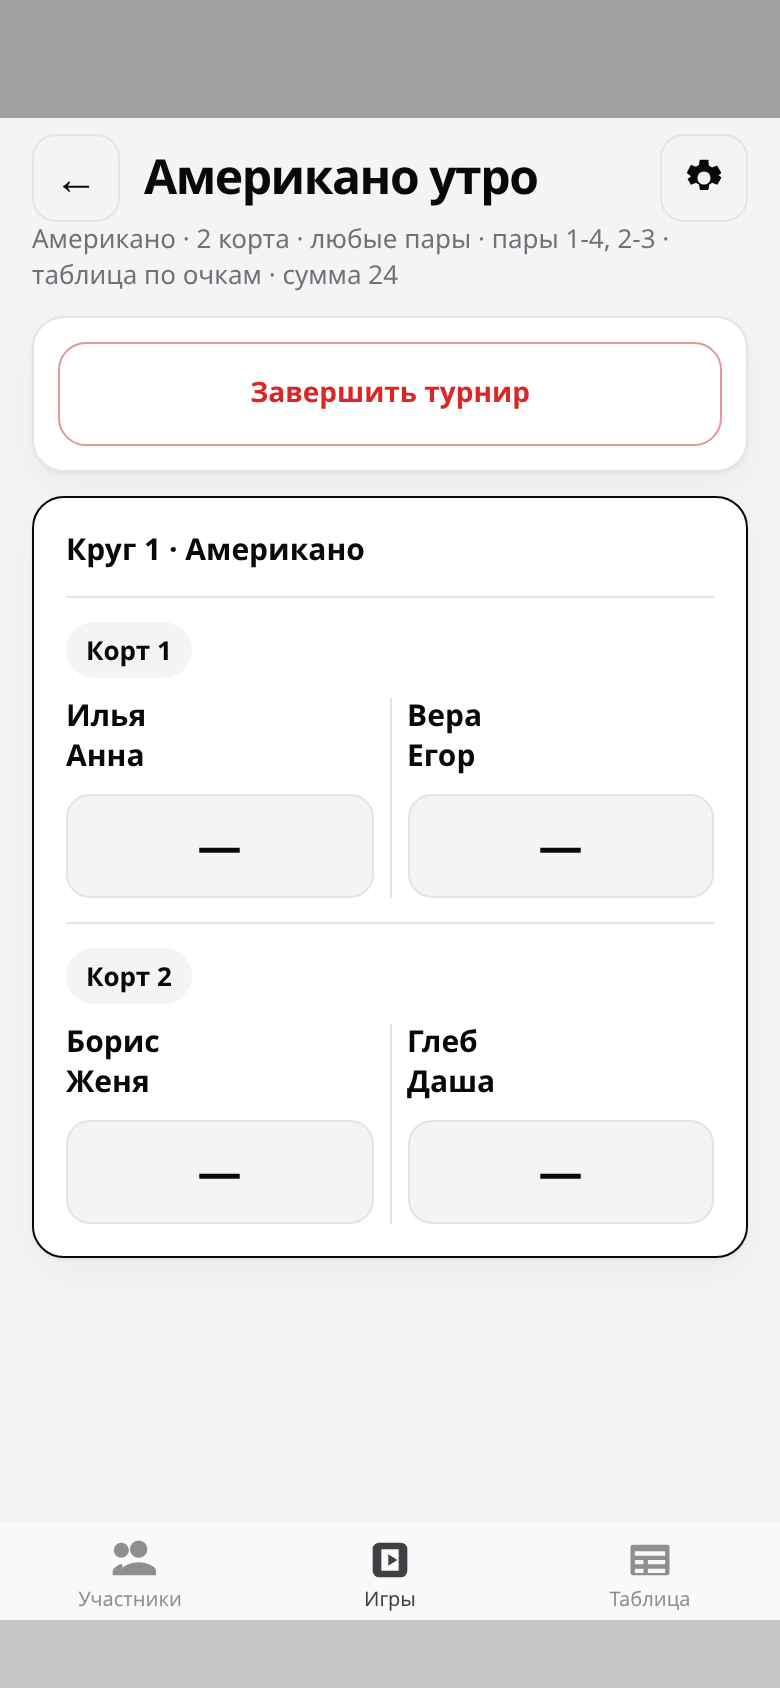 ←
Американо утро
Американо · 2 корта · любые пары · пары 1-4, 2-3 ·
таблица по очкам · сумма 24
Завершить турнир
Круг 1 · Американо
Корт 1
Илья
Анна
—
Вера
Егор
—
Корт 2
Борис
Женя
—
Глеб
Даша
—
Участники
Игры
Таблица